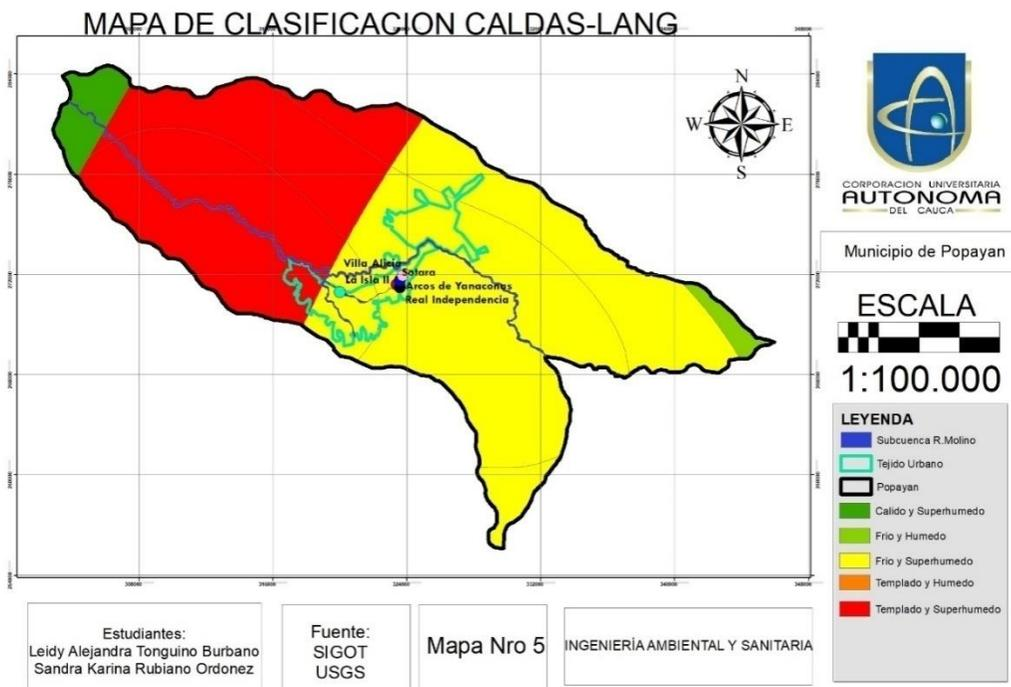 MAPA DE CLASIFICACION CALDAS-LANG
N
W E
S
Villa Alicia
Sotara
La Isla II
Arcos de Yanaconas
Real Independencia
CORPORACION UNIVERSITARIA
AUTONOMA
DEL CAUCA
Municipio de Popayan
ESCALA
1:100.000
LEYENDA
Subcuenca R.Molino
Tejido Urbano
Popayan
Calido y Superhumedo
Frio y Humedo
Frio y Superhumedo
Templado y Humedo
Templado y Superhumedo
Estudiantes:
Leidy Alejandra Tonguino Burbano
Sandra Karina Rubiano Ordonez
Fuente:
SIGOT
USGS
Mapa Nro 5
INGENIERÍA AMBIENTAL Y SANITARIA